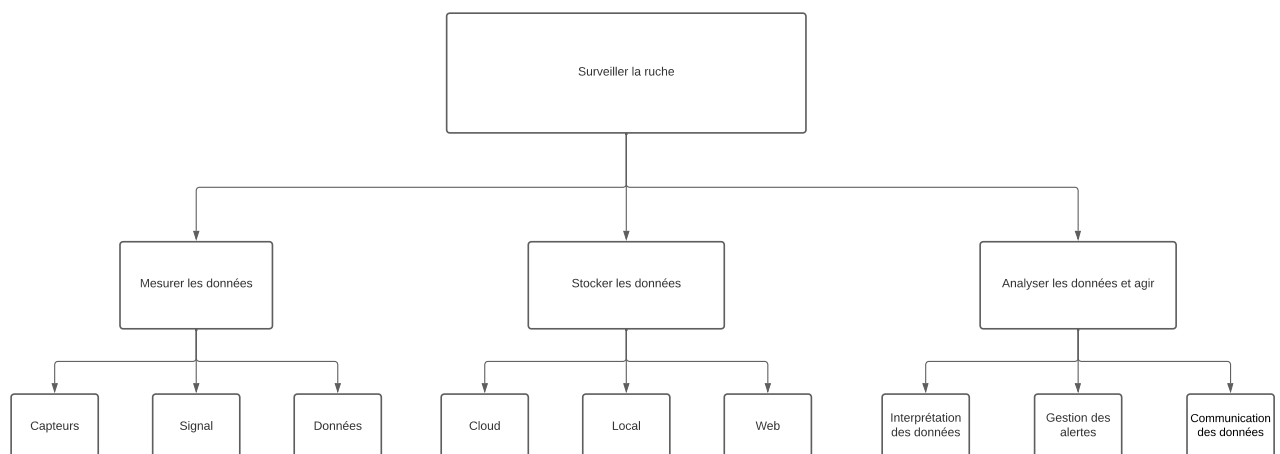 Surveiller la ruche
Mesurer les données
Stocker les données
Analyser les données et agir
Capteurs
Signal
Données
Cloud
Local
Web
Interprétation
des données
Gestion des
alertes
Communication
des données